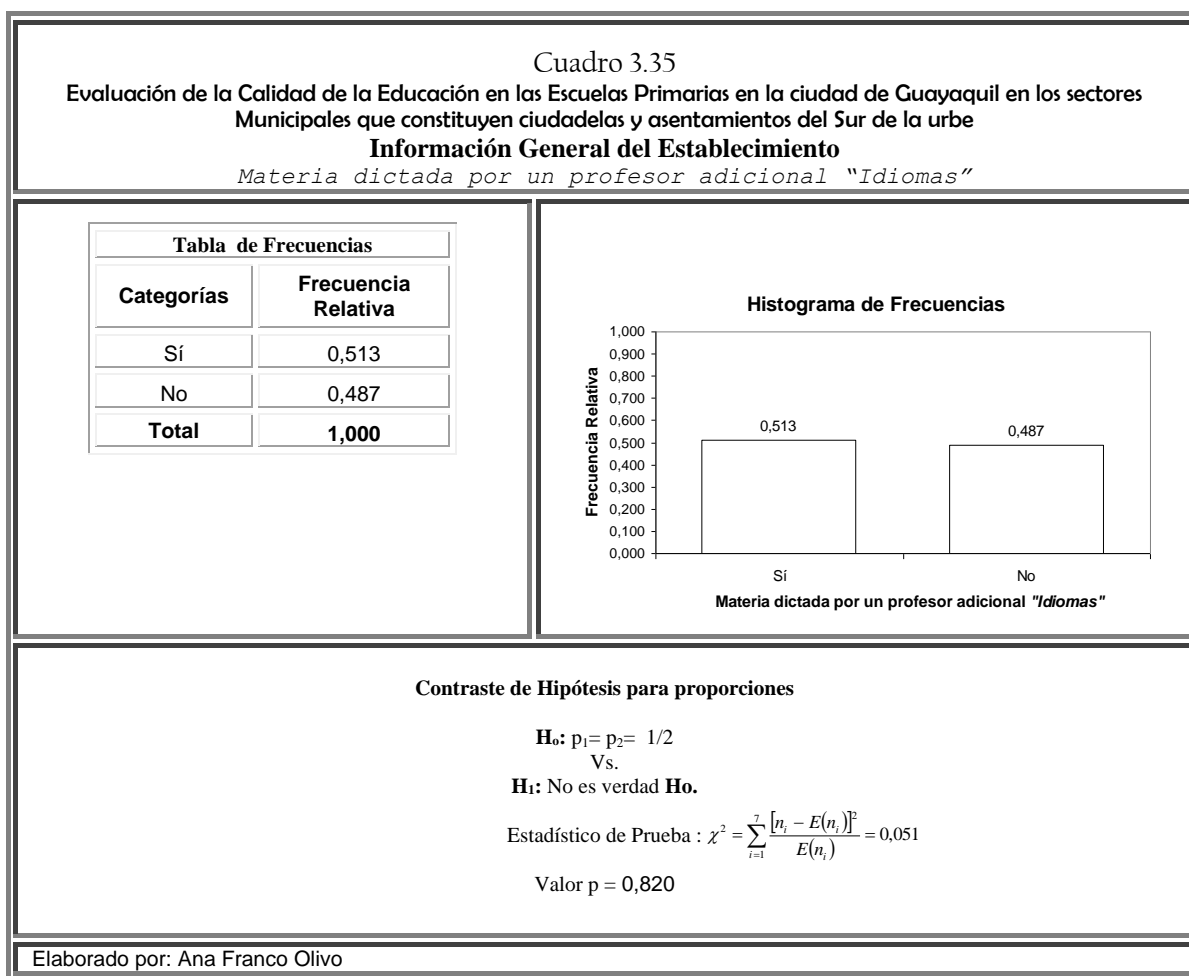 Cuadro 3.35
Evaluación de la Calidad de la Educación en las Escuelas Primarias en la ciudad de Guayaquil en los sectores
Municipales que constituyen ciudadelas y asentamientos del Sur de la urbe
Información General del Establecimiento
Materia dictada por un profesor adicional “Idiomas”
Tabla de Frecuencias
Categorías Frecuencia
Relativa
Sí 0,513
No 0,487
Total 1,000
Histograma de Frecuencias
1,000
0,900
0,800
0,700
0,600
0,500
0,400
0,300
0,200
0,100
0,000
Frecuencia Relativa
0,513
0,487
Sí No
Materia dictada por un profesor adicional "Idiomas"
Contraste de Hipótesis para proporciones
Ho: p1= p2= 1/2
Vs.
H1: No es verdad Ho.
Estadístico de Prueba : χ² = ∑_{i=1}^{7} [n_i − E(n_i)]² / E(n_i) = 0,051
Valor p = 0,820
Elaborado por: Ana Franco Olivo